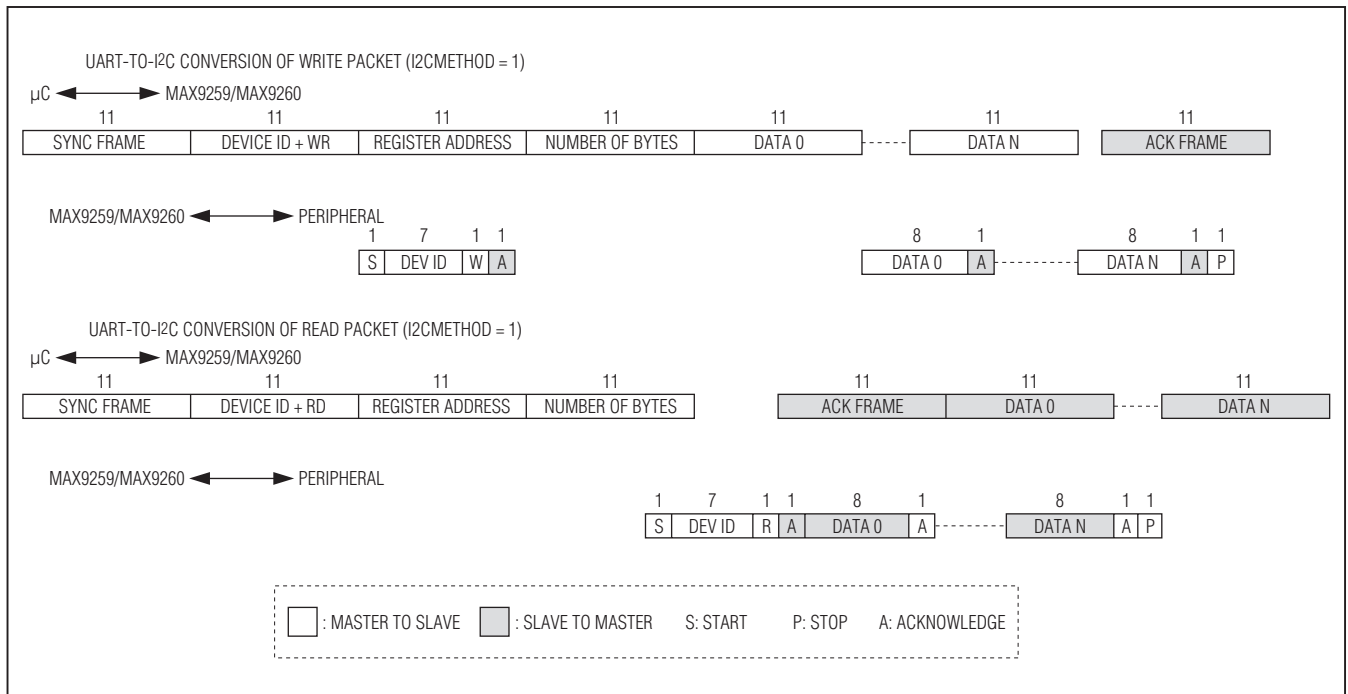 UART-TO-I2C CONVERSION OF WRITE PACKET (I2CMETHOD = 1)
µC MAX9259/MAX9260
11 11 11 11 11 11 11
SYNC FRAME DEVICE ID + WR REGISTER ADDRESS NUMBER OF BYTES DATA 0 DATA N ACK FRAME
MAX9259/MAX9260 PERIPHERAL
1 7 1 1 8 1 8 1 1
S DEV ID W A DATA 0 A DATA N A P
UART-TO-I2C CONVERSION OF READ PACKET (I2CMETHOD = 1)
µC MAX9259/MAX9260
11 11 11 11 11 11 11
SYNC FRAME DEVICE ID + RD REGISTER ADDRESS NUMBER OF BYTES ACK FRAME DATA 0 DATA N
MAX9259/MAX9260 PERIPHERAL
1 7 1 1 8 1 8 1 1
S DEV ID R A DATA 0 A DATA N A P
: MASTER TO SLAVE : SLAVE TO MASTER S: START P: STOP A: ACKNOWLEDGE